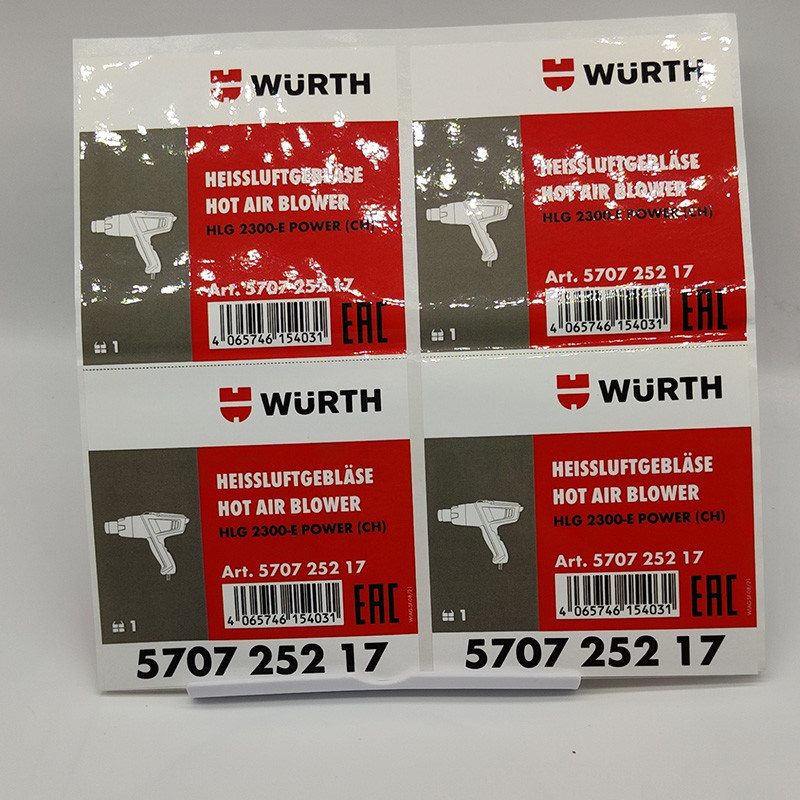 WÜRTH
HEISSLUFTGEBLÄSE
HOT AIR BLOWER
HLG 2300-E POWER (CH)
Art. 5707 252 17
4 065746 154031
EAC
1
WÜRTH
HEISSLUFTGEBLÄSE
HOT AIR BLOWER
HLG 2300-E POWER (CH)
Art. 5707 252 17
4 065746 154031
EAC
1
WÜRTH
HEISSLUFTGEBLÄSE
HOT AIR BLOWER
HLG 2300-E POWER (CH)
Art. 5707 252 17
4 065746 154031
EAC
1
5707 252 17
WÜRTH
HEISSLUFTGEBLÄSE
HOT AIR BLOWER
HLG 2300-E POWER (CH)
Art. 5707 252 17
4 065746 154031
EAC
1
5707 252 17